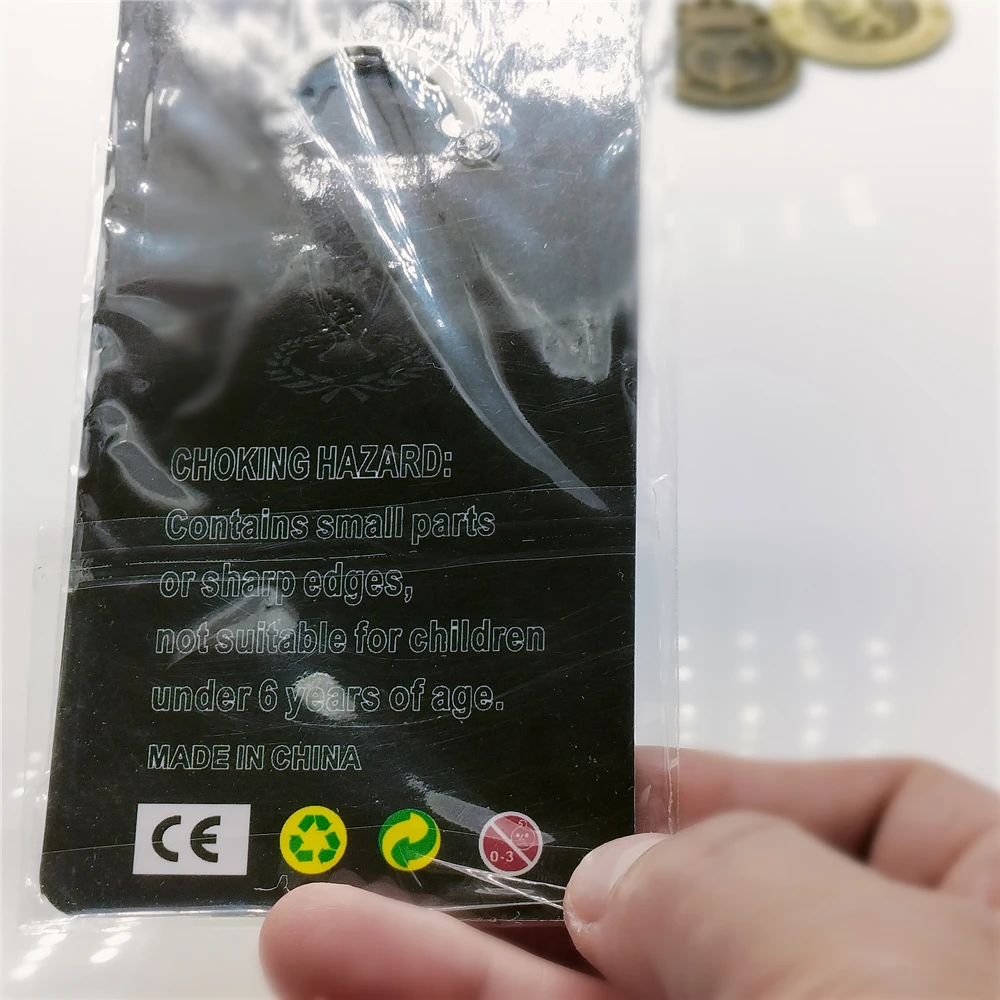 CHOKING HAZARD:
Contains small parts
or sharp edges,
not suitable for children
under 6 years of age.
MADE IN CHINA
CE
0-3